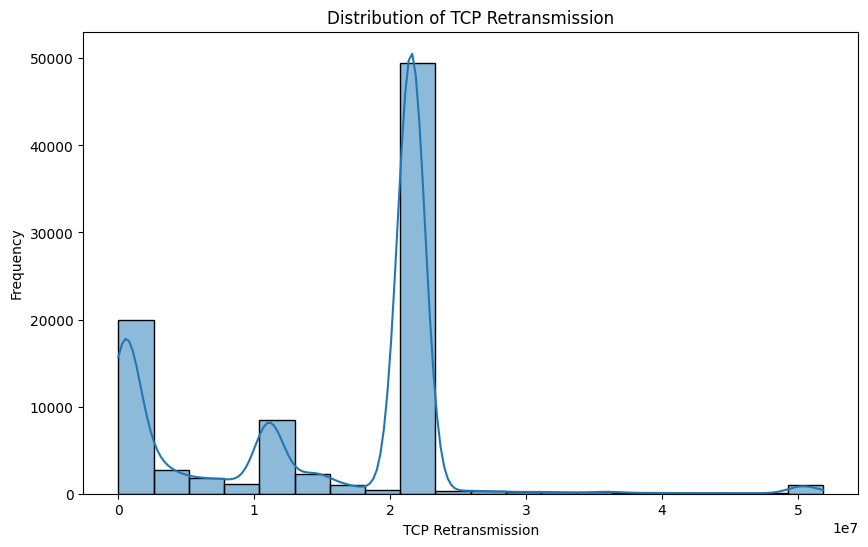 Distribution of TCP Retransmission
Frequency
50000
40000
30000
20000
10000
0
0 1 2 3 4 5
1e7
TCP Retransmission